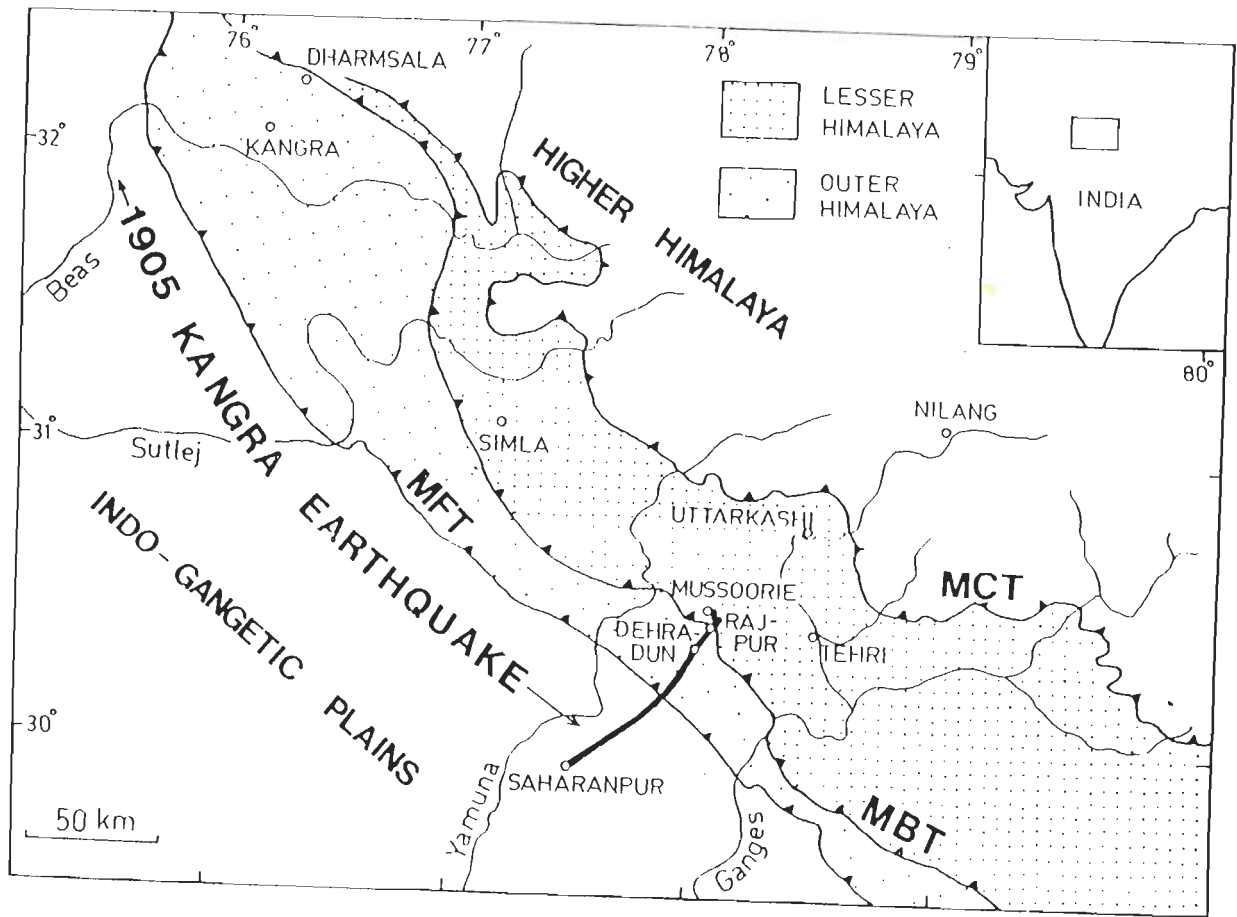 76°
77°
78°
79°
DHARMSALA
LESSER
HIMALAYA
32°
KANGRA
HIGHER HIMALAYA
OUTER
HIMALAYA
INDIA
1905 KANGRA EARTHQUAKE
Beas
80°
NILANG
31°
Sutlej
SIMLA
MFT
INDO-GANGETIC PLAINS
UTTARKASHI
MCT
MUSSOORIE
DEHRA-
DUN
RAJ-
PUR
TEHRI
30°
SAHARANPUR
Yamuna
Ganges
MBT
50 km